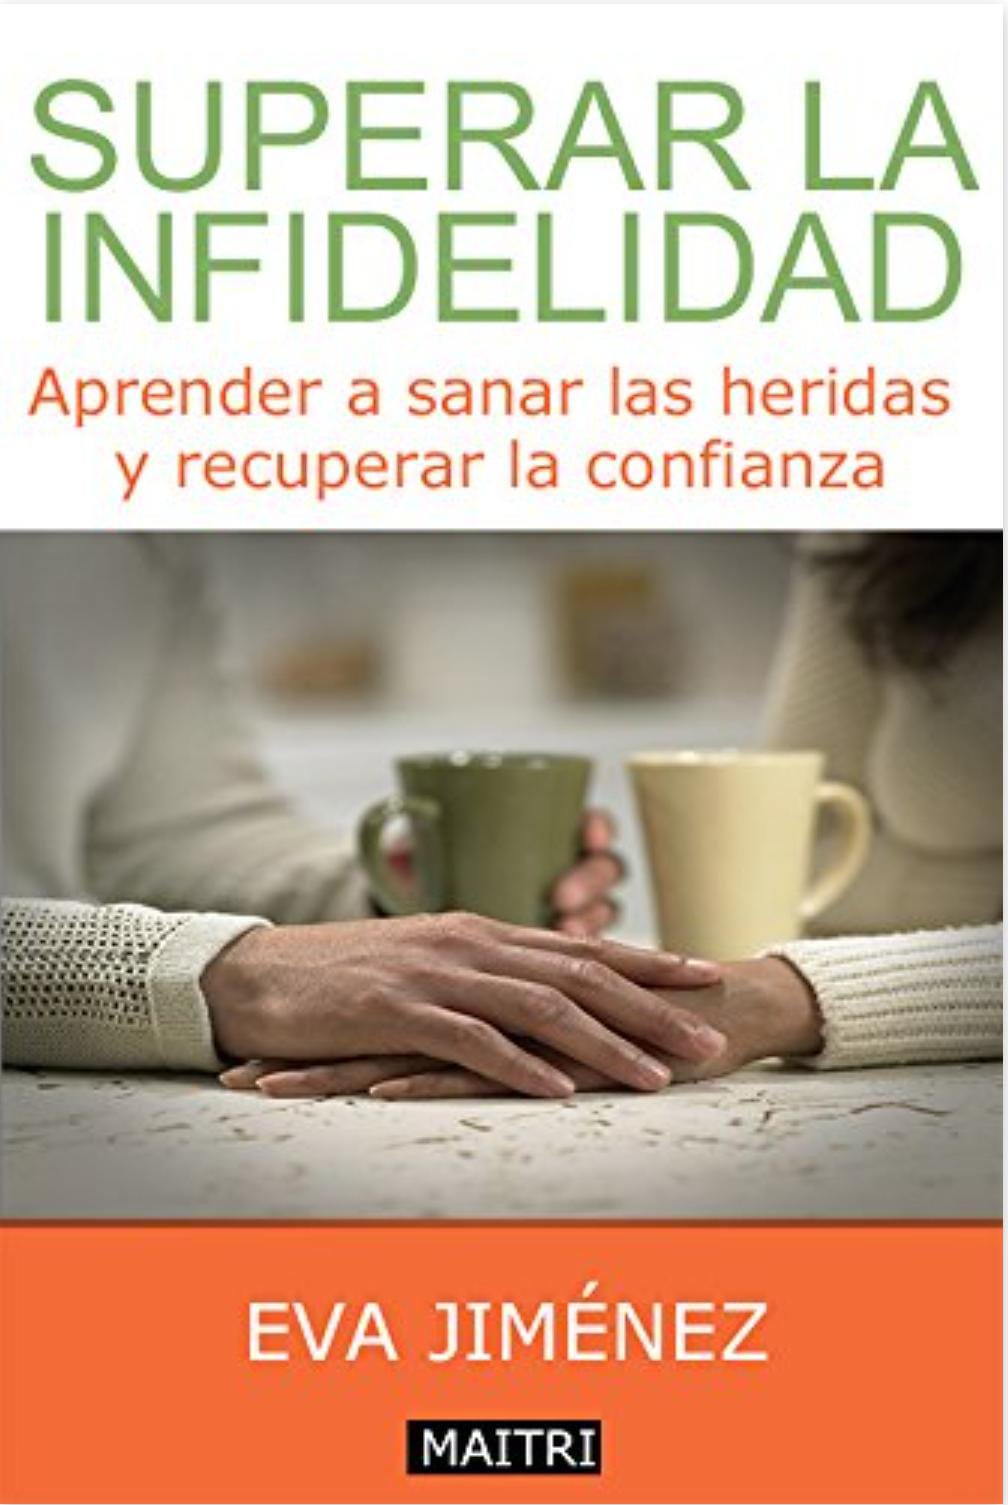 SUPERAR LA
INFIDELIDAD
Aprender a sanar las heridas
y recuperar la confianza
EVA JIMÉNEZ
MAITRI